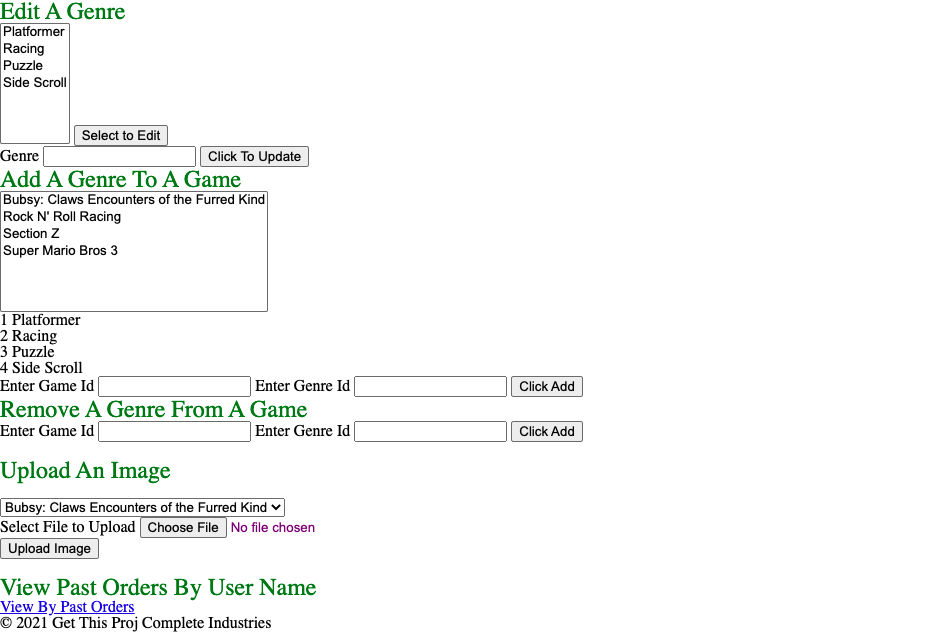 Edit A Genre
Platformer
Racing
Puzzle
Side Scroll
Select to Edit
Genre Click To Update
Add A Genre To A Game
Bubsy: Claws Encounters of the Furred Kind
Rock N' Roll Racing
Section Z
Super Mario Bros 3
1 Platformer
2 Racing
3 Puzzle
4 Side Scroll
Enter Game Id Enter Genre Id Click Add
Remove A Genre From A Game
Enter Game Id Enter Genre Id Click Add
Upload An Image
Bubsy: Claws Encounters of the Furred Kind
Select File to Upload Choose File No file chosen
Upload Image
View Past Orders By User Name
View By Past Orders
© 2021 Get This Proj Complete Industries